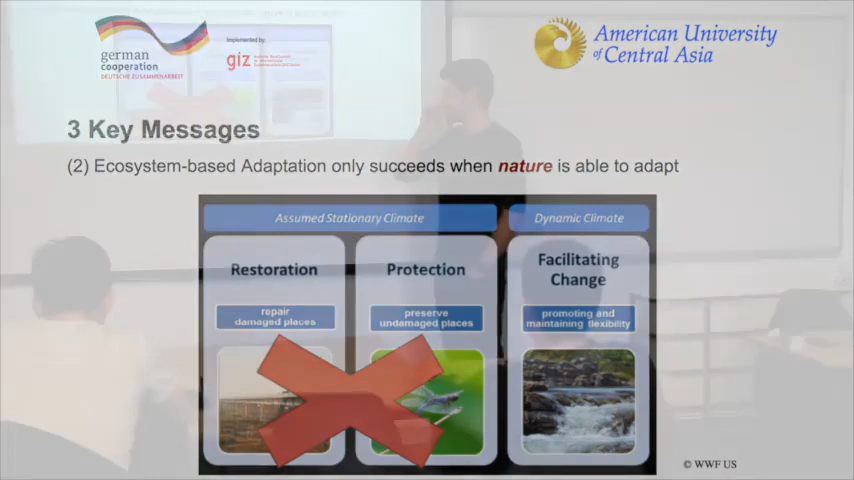 german
cooperation
DEUTSCHE ZUSAMMENARBEIT
Implemented by:
giz
American University
of Central Asia
3 Key Messages
(2) Ecosystem-based Adaptation only succeeds when nature is able to adapt
Assumed Stationary Climate
Dynamic Climate
Restoration
Protection
Facilitating
Change
repair
damaged places
preserve
undamaged places
promoting and
maintaining flexibility
© WWF US